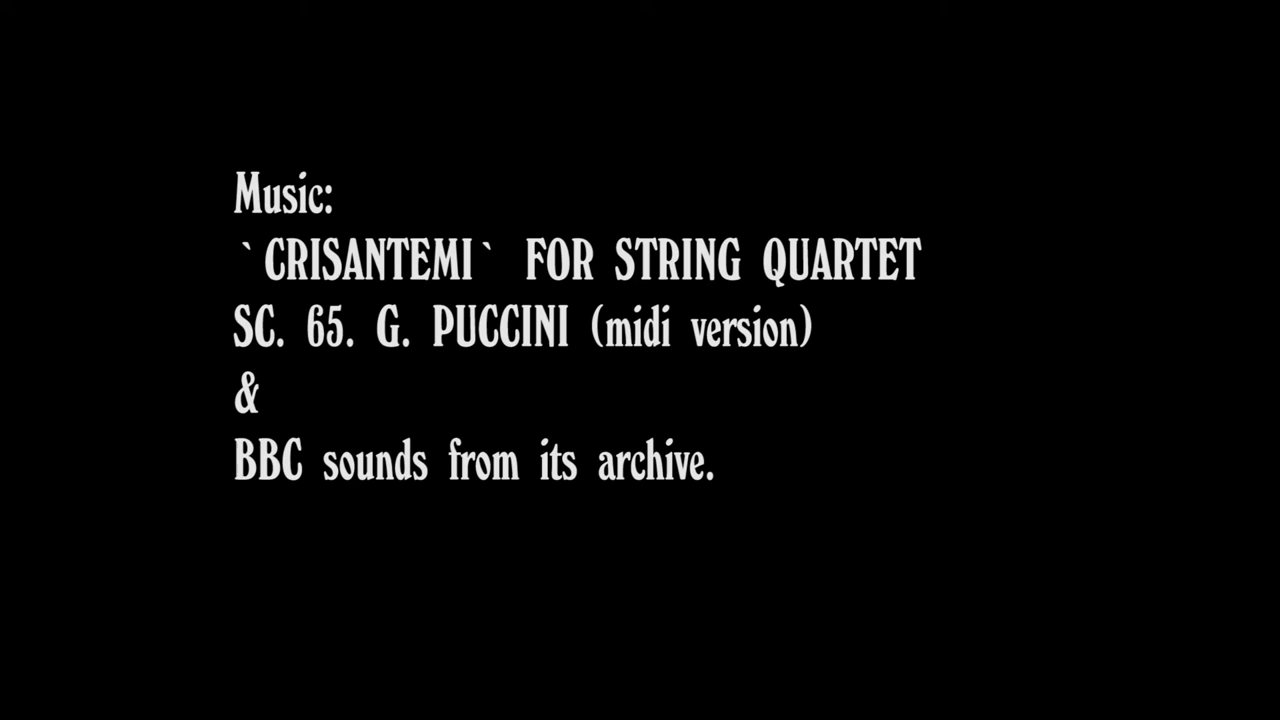 Music:
`CRISANTEMI` FOR STRING QUARTET
SC. 65. G. PUCCINI (midi version)
&
BBC sounds from its archive.